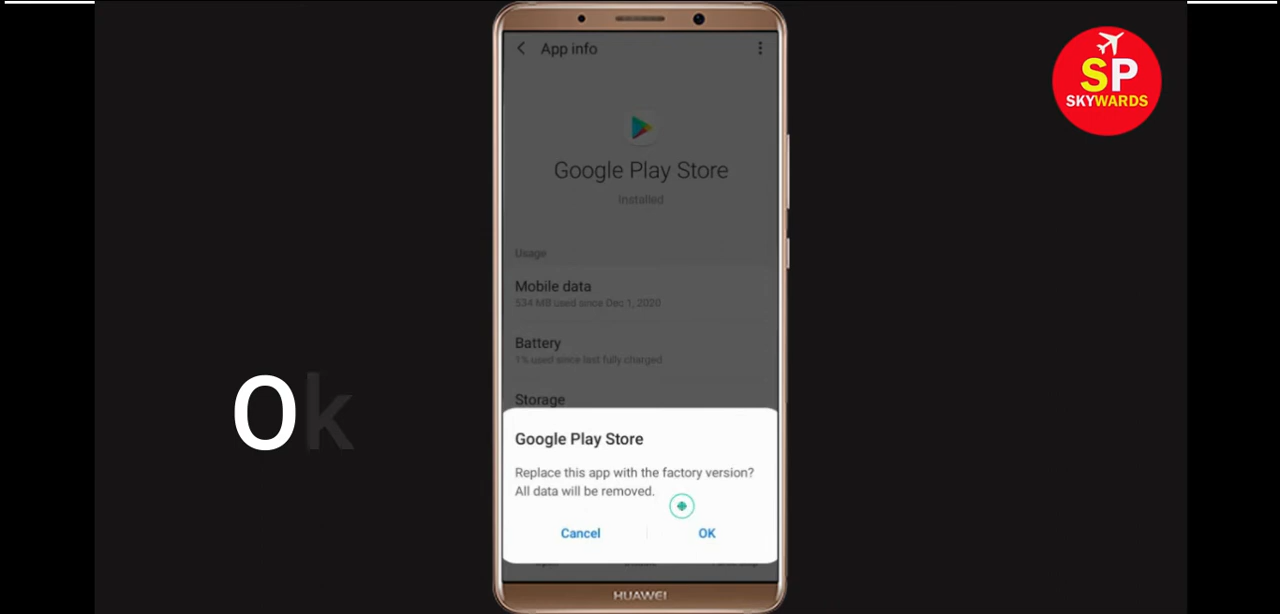 App info
SP
SKYWARDS
Google Play Store
Installed
Usage
Mobile data
534 MB used since Dec 1, 2020
Battery
1% used since last fully charged
Storage
Ok
Google Play Store
Replace this app with the factory version?
All data will be removed.
Cancel
OK
HUAWEI